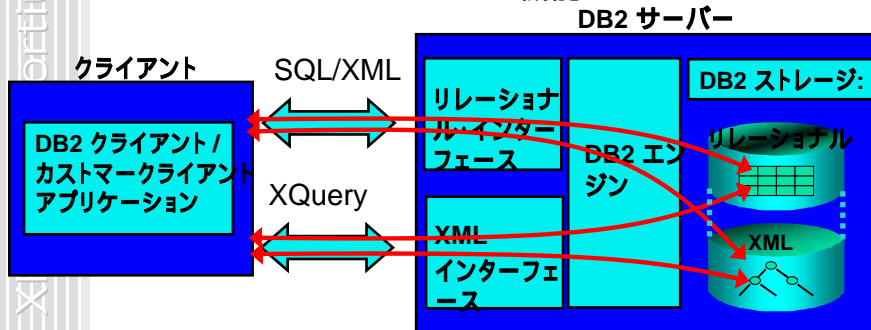 DB2 サーバー
クライアント
SQL/XML
DB2 クライアント /
カストマークライアント
アプリケーション
XQuery
リレーショナ
ル・インター
フェース
XML
インターフェ
ース
DB2 エン
ジン
DB2 ストレージ:
リレーショナル
XML